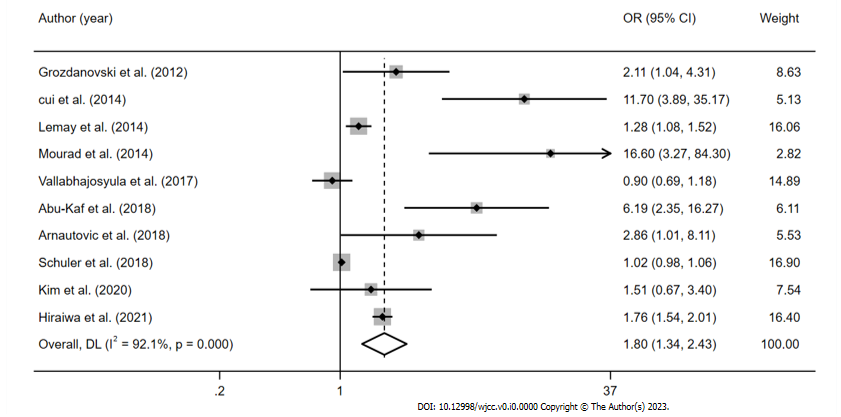 Author (year) OR (95% CI) Weight
Grozdanovski et al. (2012) 2.11 (1.04, 4.31) 8.63
cui et al. (2014) 11.70 (3.89, 35.17) 5.13
Lemay et al. (2014) 1.28 (1.08, 1.52) 16.06
Mourad et al. (2014) 16.60 (3.27, 84.30) 2.82
Vallabhajosyula et al. (2017) 0.90 (0.69, 1.18) 14.89
Abu-Kaf et al. (2018) 6.19 (2.35, 16.27) 6.11
Arnautovic et al. (2018) 2.86 (1.01, 8.11) 5.53
Schuler et al. (2018) 1.02 (0.98, 1.06) 16.90
Kim et al. (2020) 1.51 (0.67, 3.40) 7.54
Hiraiwa et al. (2021) 1.76 (1.54, 2.01) 16.40
Overall, DL (I² = 92.1%, p = 0.000) 1.80 (1.34, 2.43) 100.00
.2 1 37
DOI: 10.12998/wjcc.v0.i0.0000 Copyright © The Author(s) 2023.